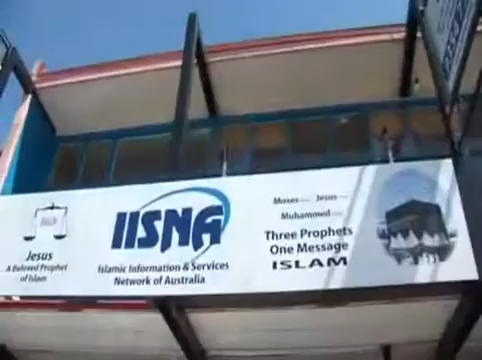 Jesus
A Beloved Prophet
of Islam
IISNA
Islamic Information & Services
Network of Australia
Moses Jesus
Muhammed
Three Prophets
One Message
ISLAM